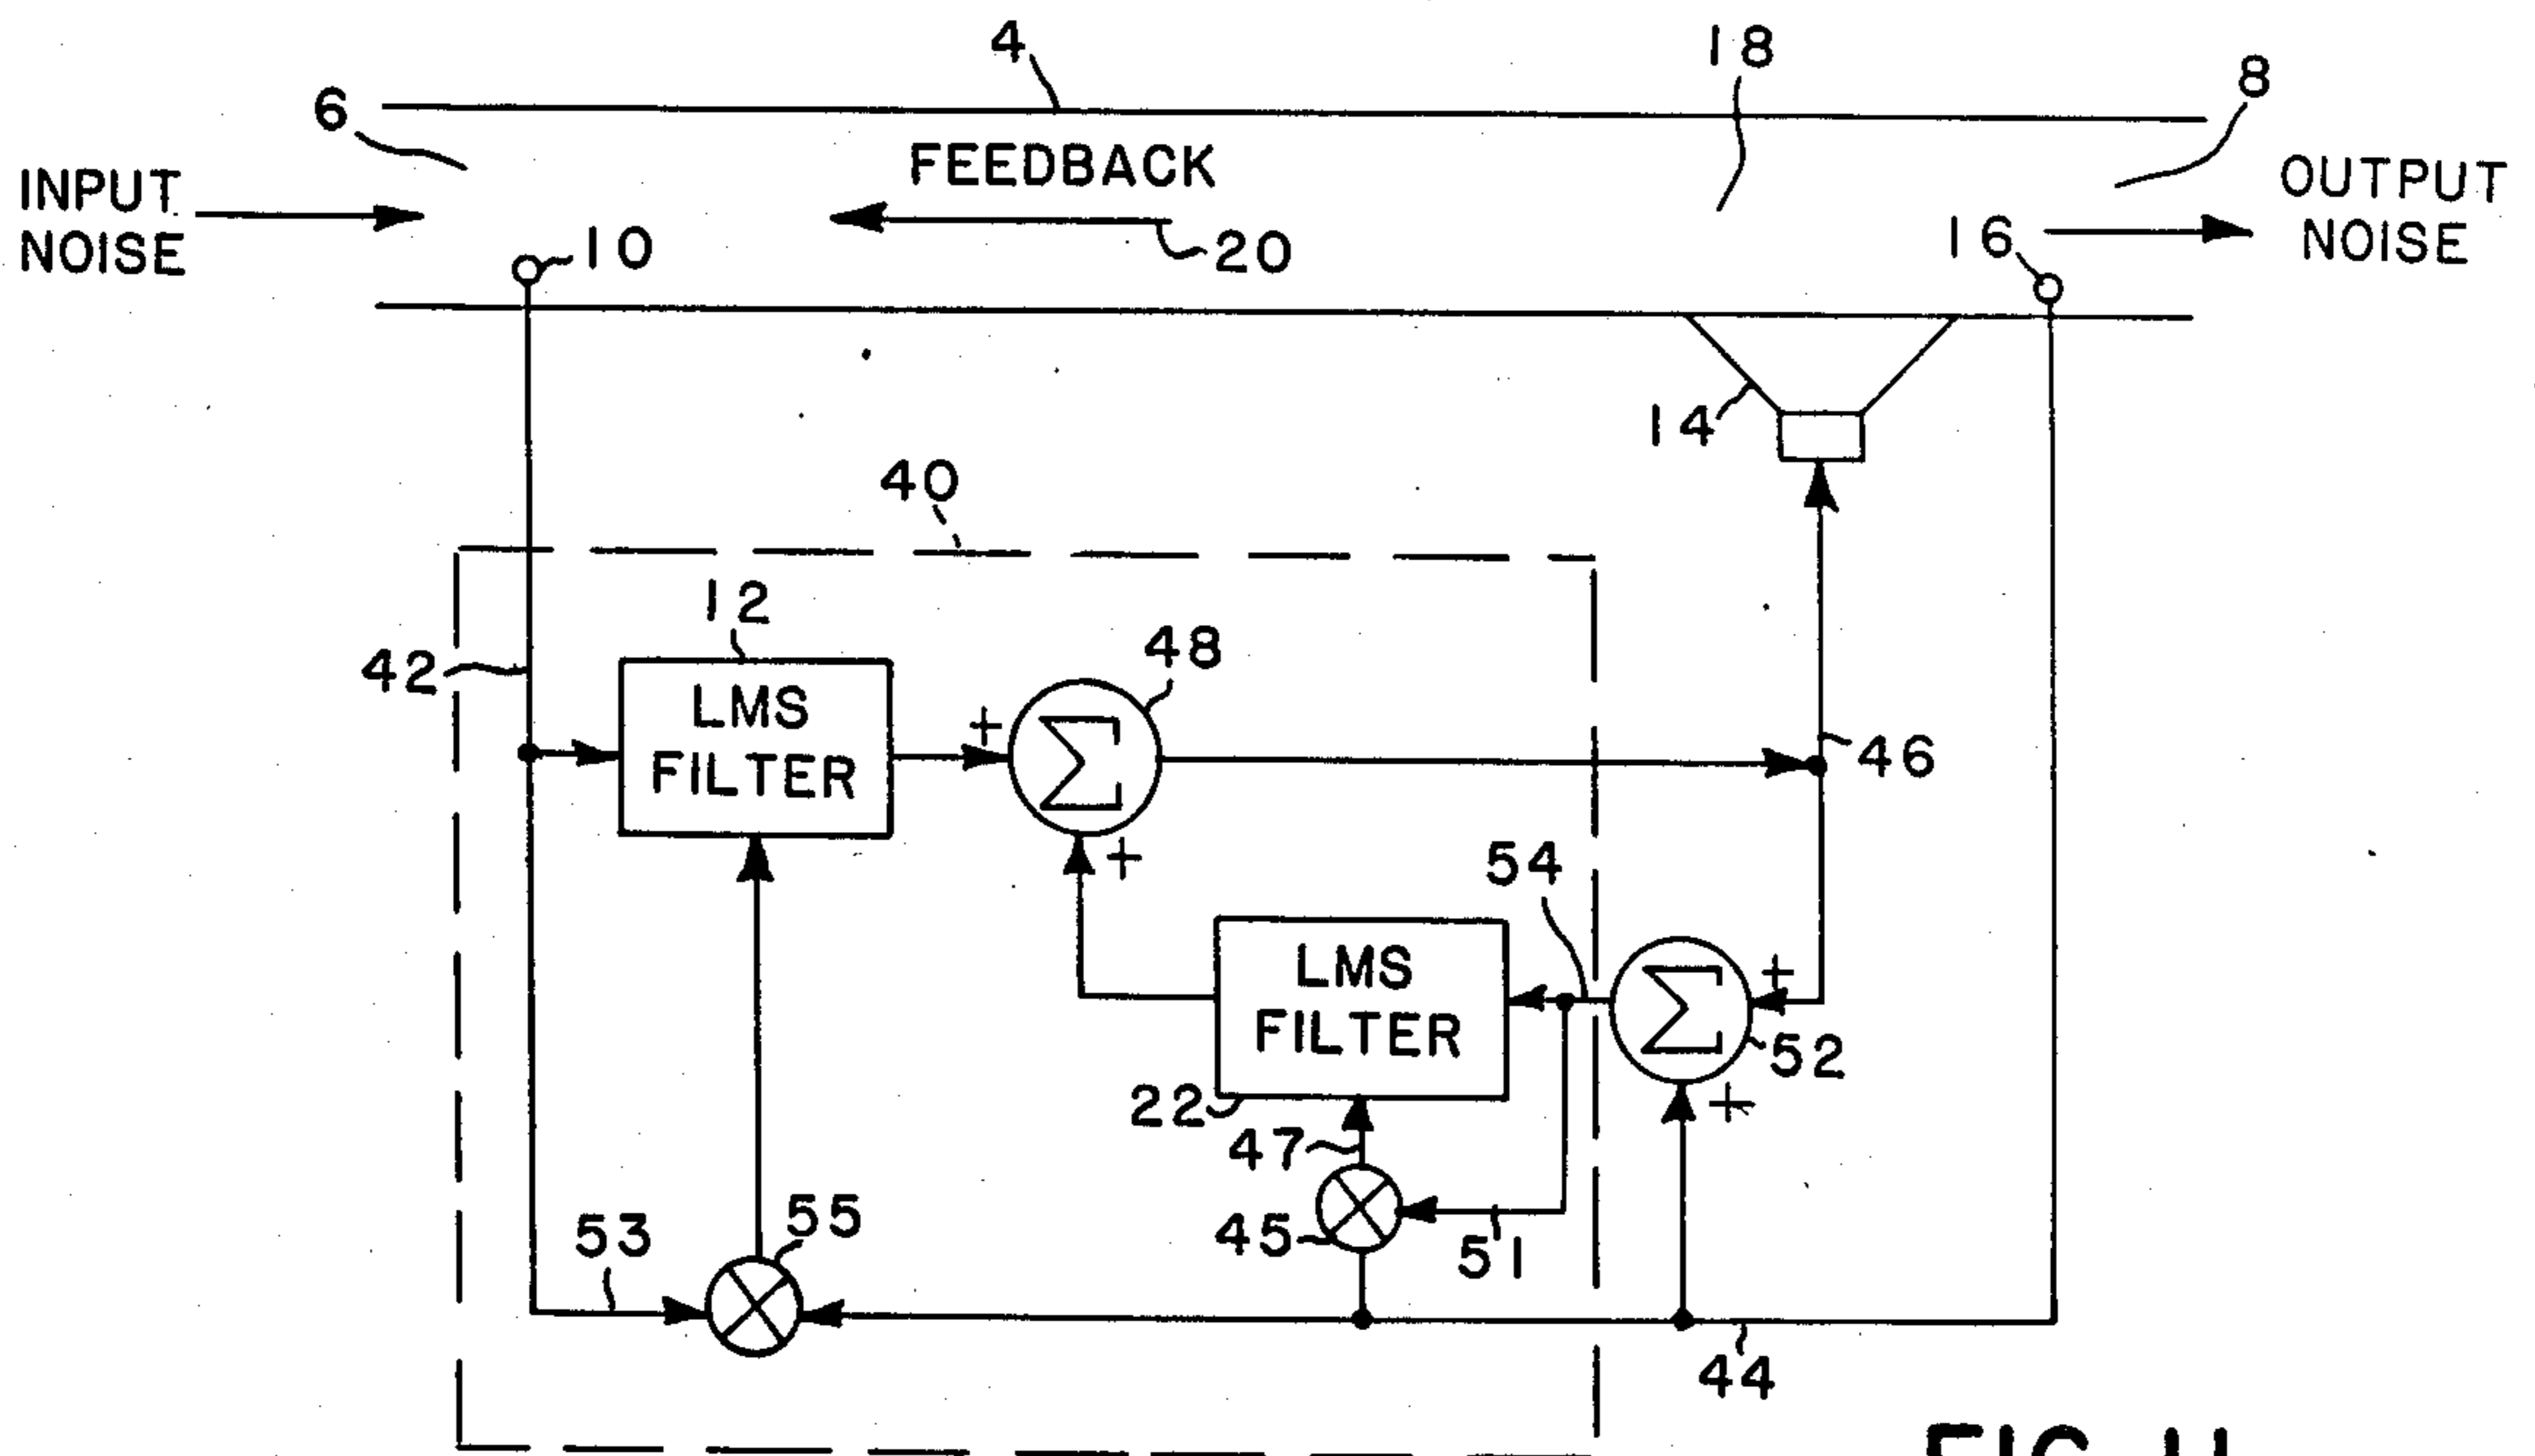 4
18
8
6
FEEDBACK
INPUT
NOISE
OUTPUT
NOISE
10
20
16
14
40
12
48
42
LMS
FILTER
+
Σ
46
+
54
LMS
FILTER
Σ
+
52
22
+
47
55
45
51
53
44